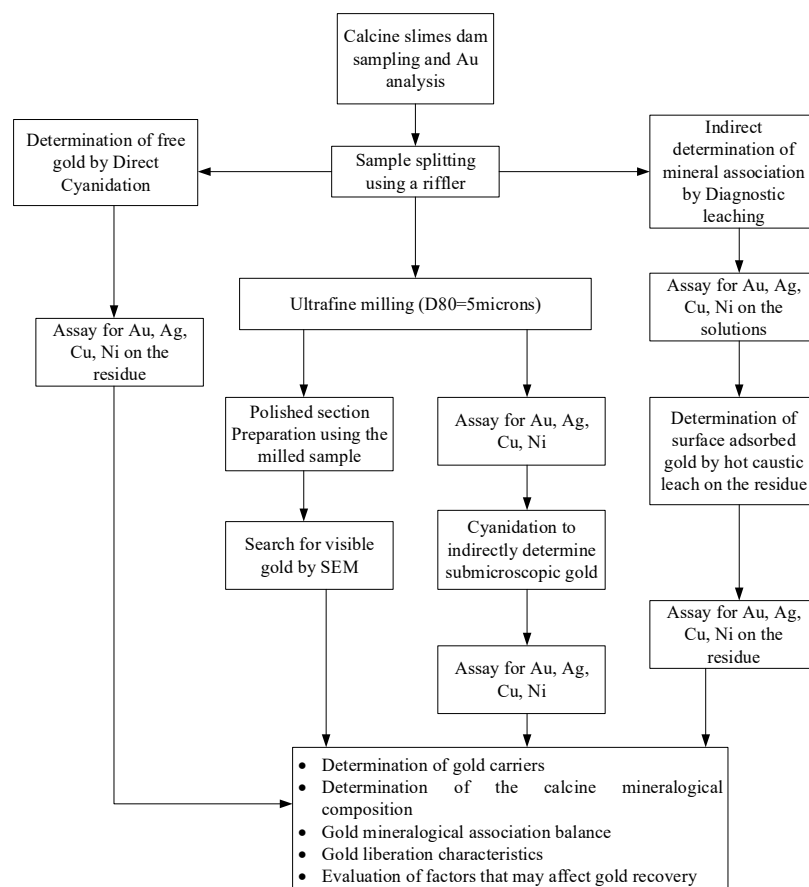 Calcine slimes dam
sampling and Au
analysis
Determination of free
gold by Direct
Cyanidation
Sample splitting
using a riffler
Indirect
determination of
mineral association
by Diagnostic
leaching
Ultrafine milling (D80=5microns)
Assay for Au, Ag,
Cu, Ni on the
solutions
Assay for Au, Ag,
Cu, Ni on the
residue
Polished section
Preparation using the
milled sample
Assay for Au, Ag,
Cu, Ni
Determination of
surface adsorbed
gold by hot caustic
leach on the residue
Search for visible
gold by SEM
Cyanidation to
indirectly determine
submicroscopic gold
Assay for Au, Ag,
Cu, Ni on the
residue
Assay for Au, Ag,
Cu, Ni
• Determination of gold carriers
• Determination of the calcine mineralogical
composition
• Gold mineralogical association balance
• Gold liberation characteristics
• Evaluation of factors that may affect gold recovery